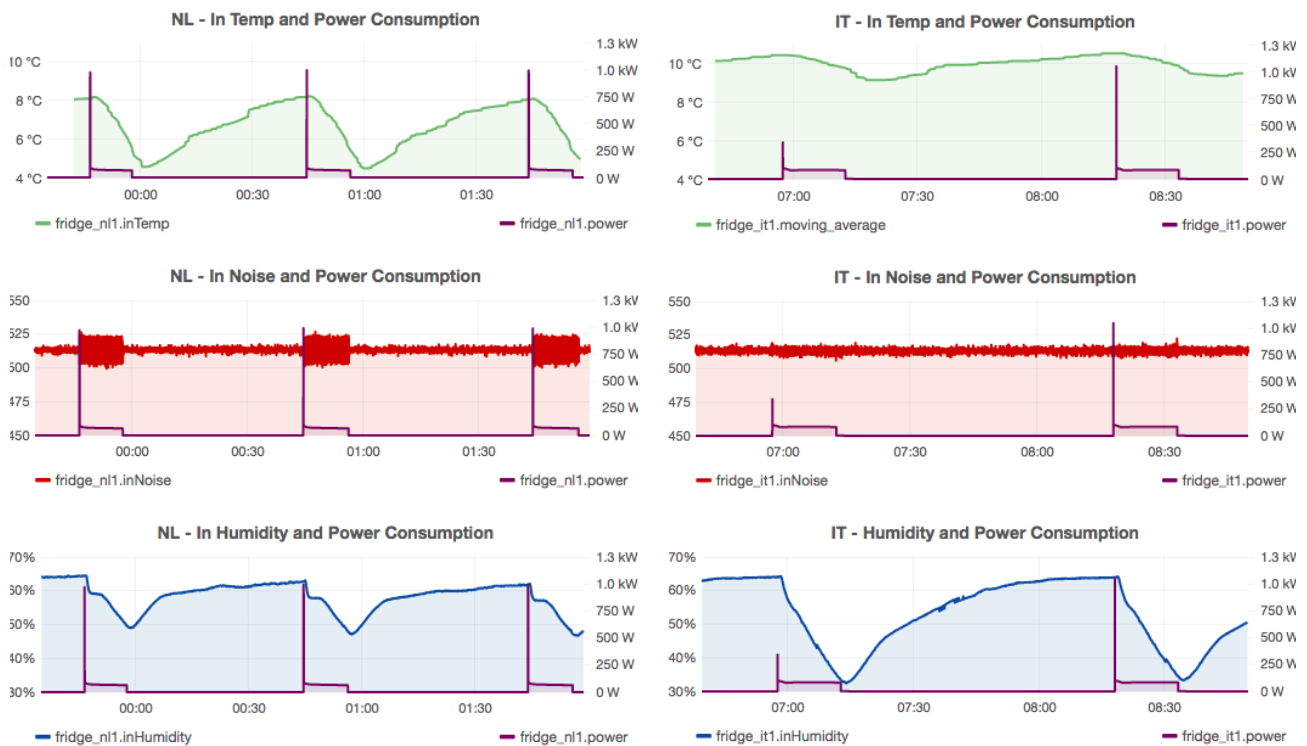 NL - In Temp and Power Consumption
10 °C
8 °C
6 °C
4 °C
1.3 kW
1.0 kW
750 W
500 W
250 W
0 W
00:00 00:30 01:00 01:30
fridge_nl1.inTemp fridge_nl1.power
IT - In Temp and Power Consumption
10 °C
8 °C
6 °C
4 °C
1.3 kW
1.0 kW
750 W
500 W
250 W
0 W
07:00 07:30 08:00 08:30
fridge_it1.moving_average fridge_it1.power
NL - In Noise and Power Consumption
550
525
500
475
450
1.3 kW
1.0 kW
750 W
500 W
250 W
0 W
00:00 00:30 01:00 01:30
fridge_nl1.inNoise fridge_nl1.power
IT - In Noise and Power Consumption
550
525
500
475
450
1.3 kW
1.0 kW
750 W
500 W
250 W
0 W
07:00 07:30 08:00 08:30
fridge_it1.inNoise fridge_it1.power
NL - In Humidity and Power Consumption
70%
60%
50%
40%
30%
1.3 kW
1.0 kW
750 W
500 W
250 W
0 W
00:00 00:30 01:00 01:30
fridge_nl1.inHumidity fridge_nl1.power
IT - Humidity and Power Consumption
70%
60%
50%
40%
30%
1.3 kW
1.0 kW
750 W
500 W
250 W
0 W
07:00 07:30 08:00 08:30
fridge_it1.inHumidity fridge_it1.power